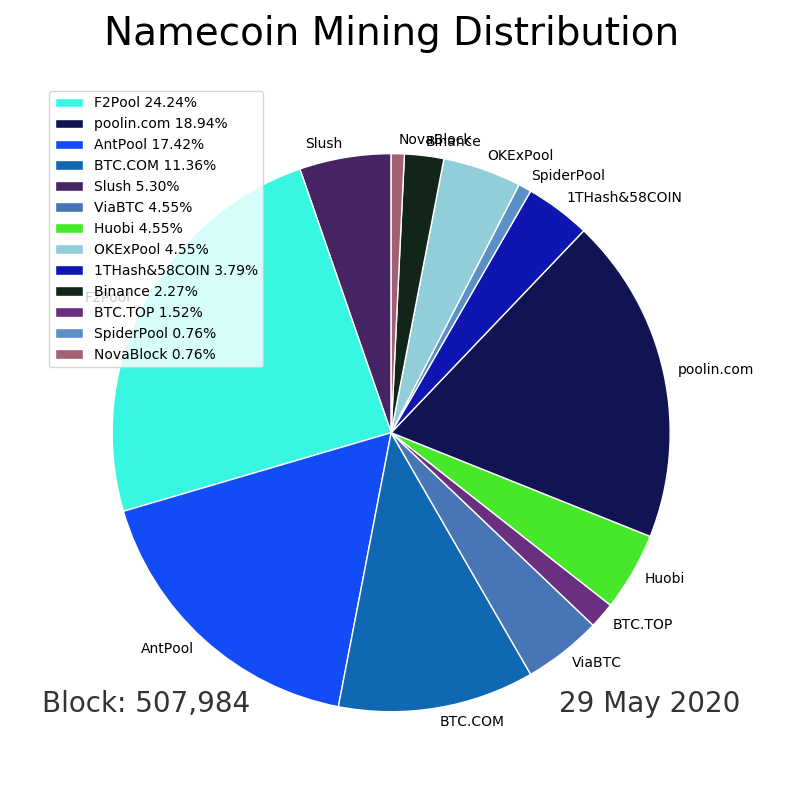 Namecoin Mining Distribution
F2Pool 24.24%
poolin.com 18.94%
AntPool 17.42%
BTC.COM 11.36%
Slush 5.30%
ViaBTC 4.55%
Huobi 4.55%
OKExPool 4.55%
1THash&58COIN 3.79%
Binance 2.27%
BTC.TOP 1.52%
SpiderPool 0.76%
NovaBlock 0.76%
Slush
NovaBlock
Binance
OKExPool
SpiderPool
1THash&58COIN
F2Pool
poolin.com
Huobi
BTC.TOP
AntPool
ViaBTC
BTC.COM
Block: 507,984
29 May 2020